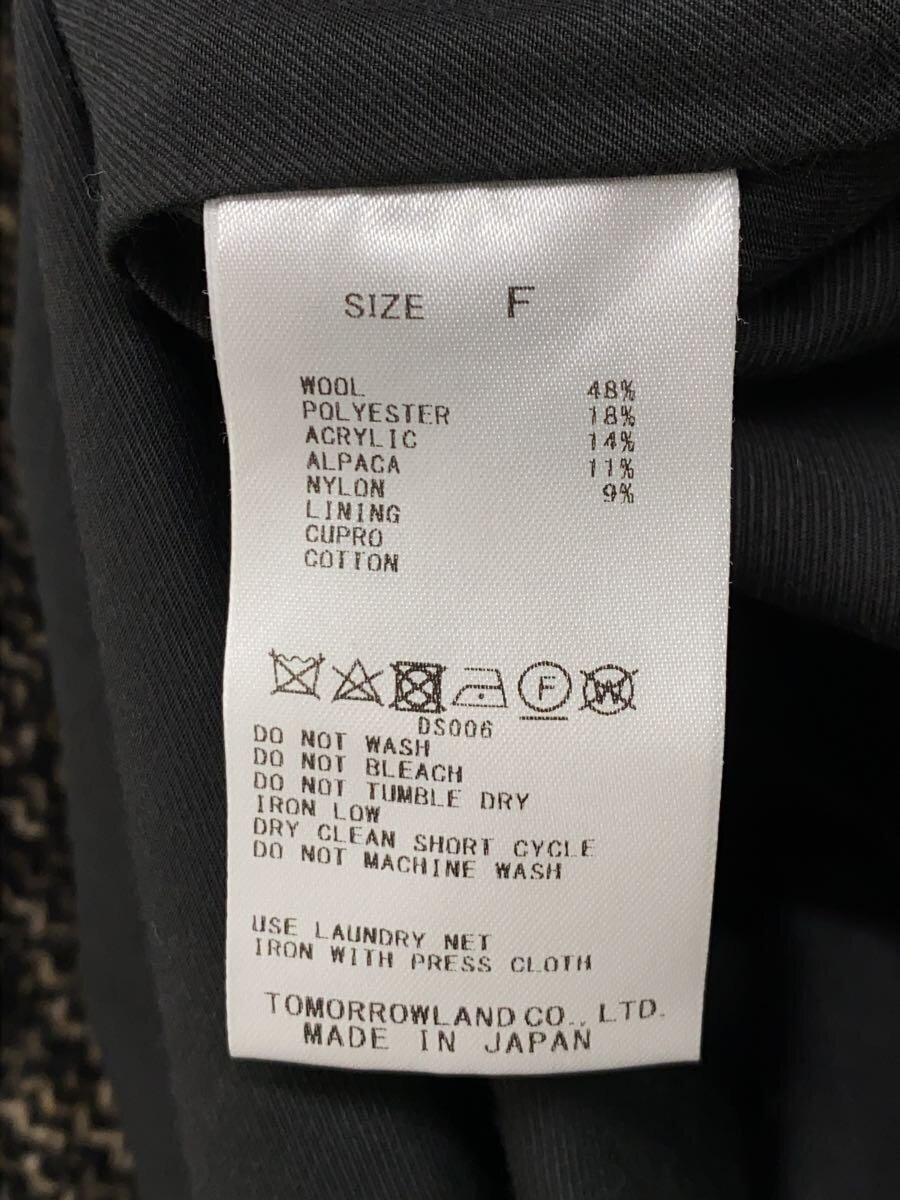 SIZE F
WOOL 48%
POLYESTER 18%
ACRYLIC 14%
ALPACA 11%
NYLON 9%
LINING
CUPRO
COTTON
F W
DS006
DO NOT WASH
DO NOT BLEACH
DO NOT TUMBLE DRY
IRON LOW
DRY CLEAN SHORT CYCLE
DO NOT MACHINE WASH
USE LAUNDRY NET
IRON WITH PRESS CLOTH
TOMORROWLAND CO., LTD.
MADE IN JAPAN